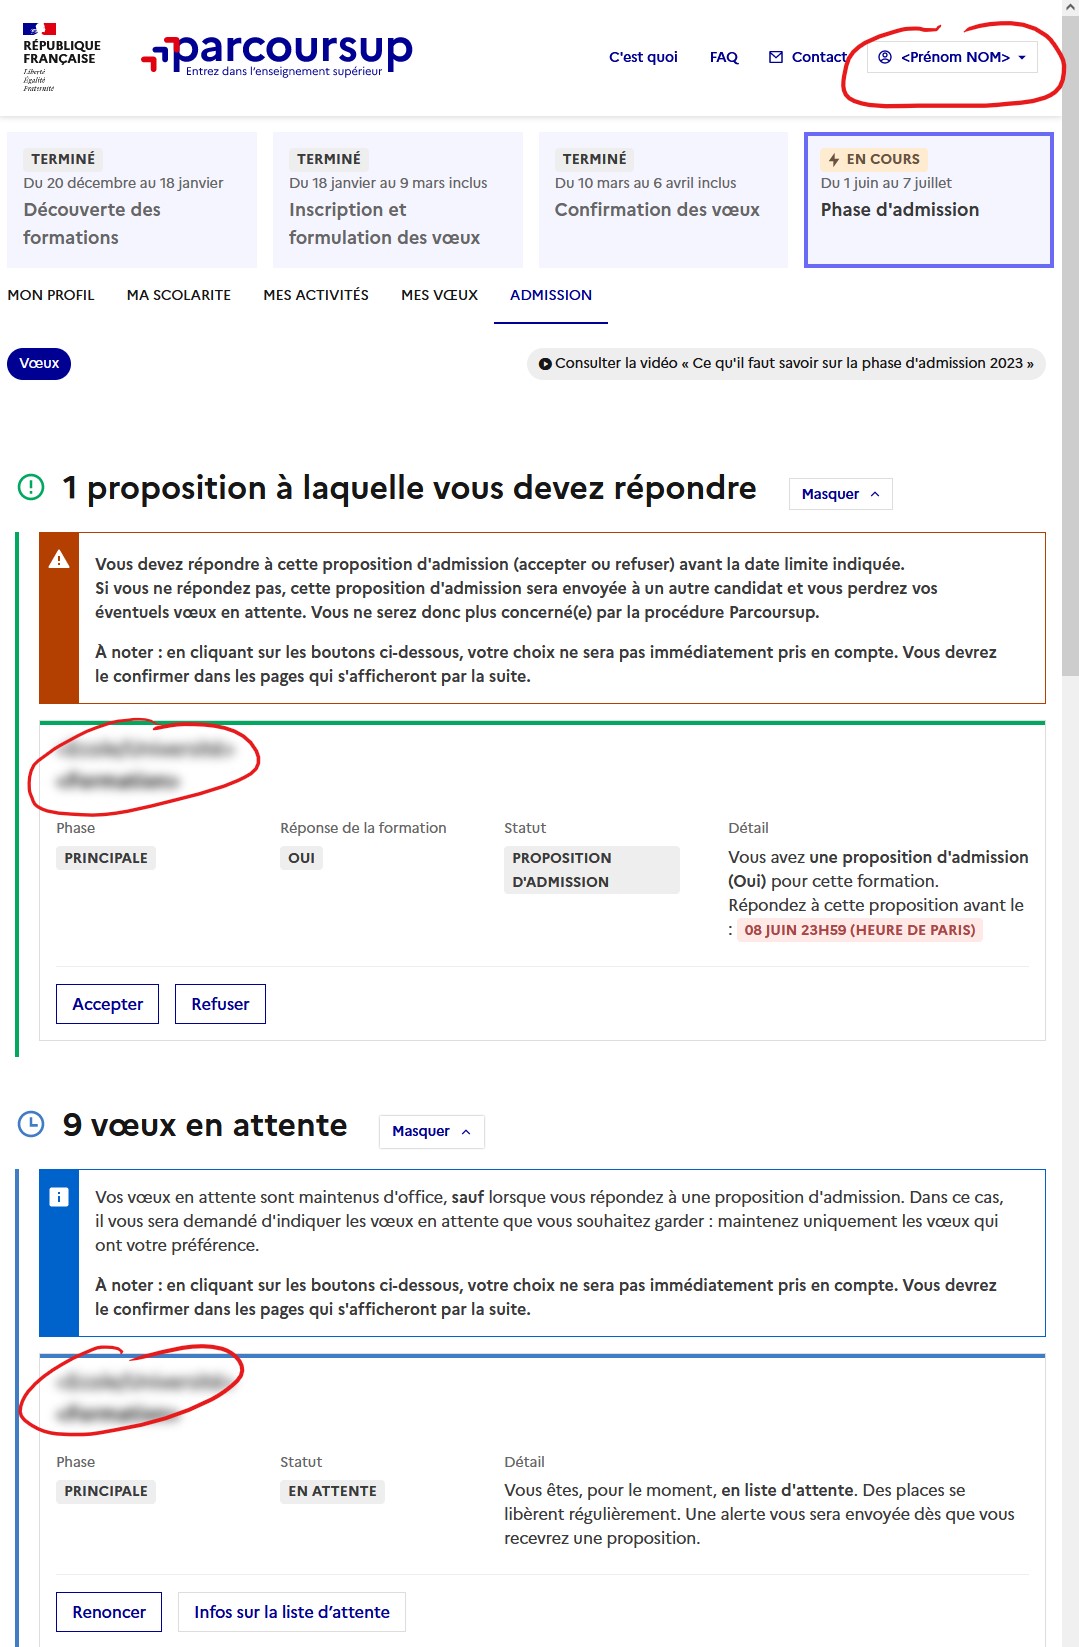 RÉPUBLIQUE
FRANÇAISE
Liberté
Égalité
Fraternité
parcoursup
Entrez dans l'enseignement supérieur
C'est quoi
FAQ
Contact
<Prénom NOM>
TERMINÉ
Du 20 décembre au 18 janvier
Découverte des
formations
TERMINÉ
Du 18 janvier au 9 mars inclus
Inscription et
formulation des vœux
TERMINÉ
Du 10 mars au 6 avril inclus
Confirmation des vœux
EN COURS
Du 1 juin au 7 juillet
Phase d'admission
MON PROFIL
MA SCOLARITE
MES ACTIVITÉS
MES VŒUX
ADMISSION
Vœux
Consulter la vidéo « Ce qu'il faut savoir sur la phase d'admission 2023 »
1 proposition à laquelle vous devez répondre
Masquer
Vous devez répondre à cette proposition d'admission (accepter ou refuser) avant la date limite indiquée.
Si vous ne répondez pas, cette proposition d'admission sera envoyée à un autre candidat et vous perdrez vos
éventuels vœux en attente. Vous ne serez donc plus concerné(e) par la procédure Parcoursup.
À noter : en cliquant sur les boutons ci-dessous, votre choix ne sera pas immédiatement pris en compte. Vous devrez
le confirmer dans les pages qui s'afficheront par la suite.
Phase
PRINCIPALE
Réponse de la formation
OUI
Statut
PROPOSITION
D'ADMISSION
Détail
Vous avez une proposition d'admission
(Oui) pour cette formation.
Répondez à cette proposition avant le
: 08 JUIN 23H59 (HEURE DE PARIS)
Accepter
Refuser
9 vœux en attente
Masquer
Vos vœux en attente sont maintenus d'office, sauf lorsque vous répondez à une proposition d'admission. Dans ce cas,
il vous sera demandé d'indiquer les vœux en attente que vous souhaitez garder : maintenez uniquement les vœux qui
ont votre préférence.
À noter : en cliquant sur les boutons ci-dessous, votre choix ne sera pas immédiatement pris en compte. Vous devrez
le confirmer dans les pages qui s'afficheront par la suite.
Phase
PRINCIPALE
Statut
EN ATTENTE
Détail
Vous êtes, pour le moment, en liste d'attente. Des places se
libèrent régulièrement. Une alerte vous sera envoyée dès que vous
recevrez une proposition.
Renoncer
Infos sur la liste d’attente